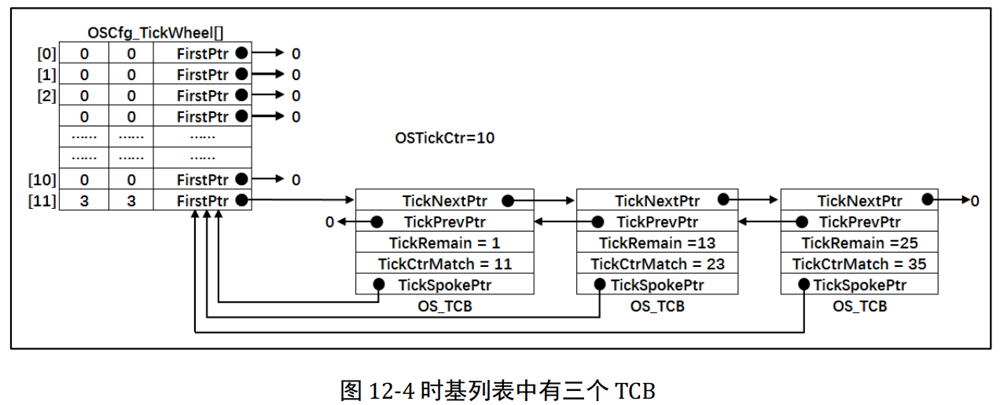 OSCfg_TickWheel[]
[0] 0 0 FirstPtr 0
[1] 0 0 FirstPtr 0
[2] 0 0 FirstPtr 0
0 0 FirstPtr 0
…… …… ……
…… …… ……
OSTickCtr=10
[10] 0 0 FirstPtr 0
[11] 3 3 FirstPtr
TickNextPtr TickNextPtr TickNextPtr 0
0 TickPrevPtr TickPrevPtr TickPrevPtr
TickRemain = 1 TickRemain =13 TickRemain =25
TickCtrMatch = 11 TickCtrMatch = 23 TickCtrMatch = 35
TickSpokePtr TickSpokePtr TickSpokePtr
OS_TCB OS_TCB OS_TCB
图 12-4 时基列表中有三个 TCB